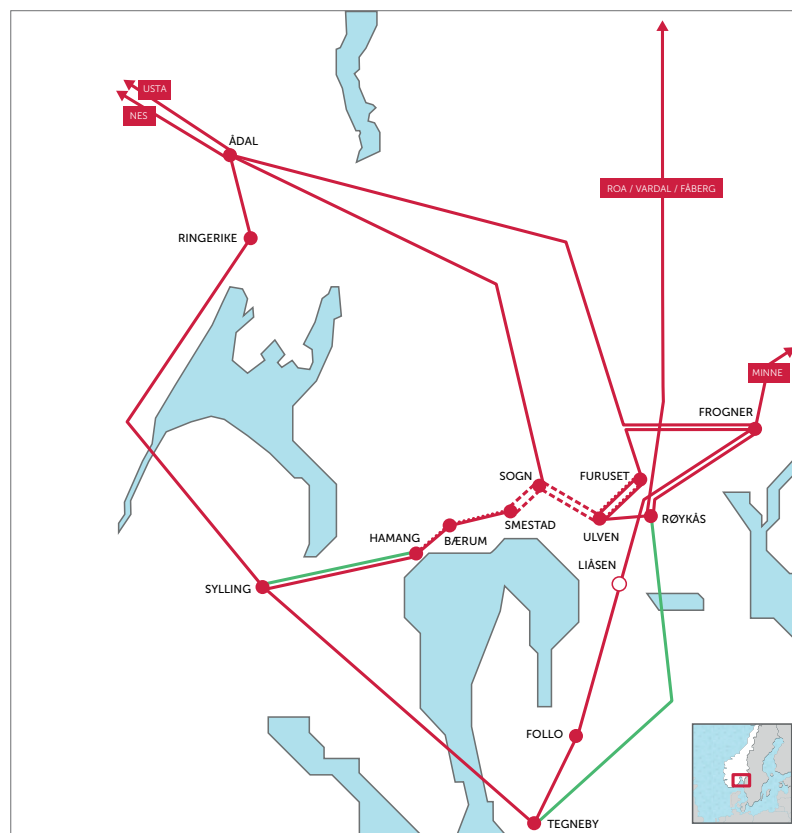 USTA
NES
ÅDAL
ROA / VARDAL / FÅBERG
RINGERIKE
MINNE
FROGNER
SOGN
FURUSET
SMESTAD
RØYKÅS
HAMANG
BÆRUM
ULVEN
LIÅSEN
SYLLING
FOLLO
TEGNEBY